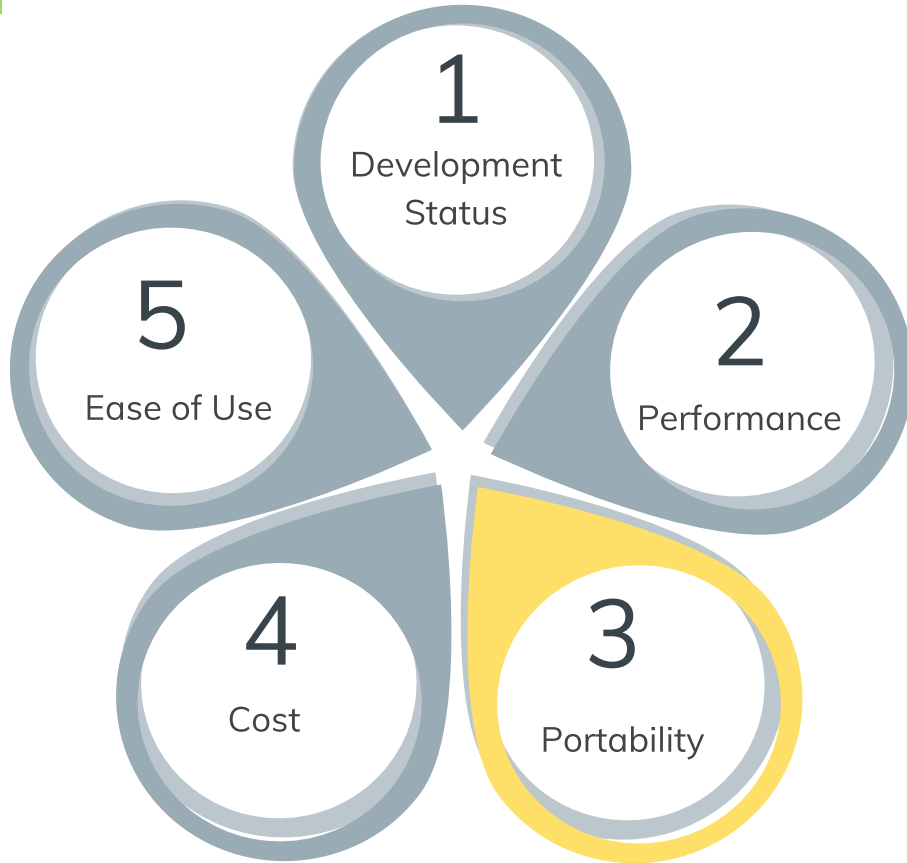 1
Development
Status
2
Performance
3
Portability
4
Cost
5
Ease of Use